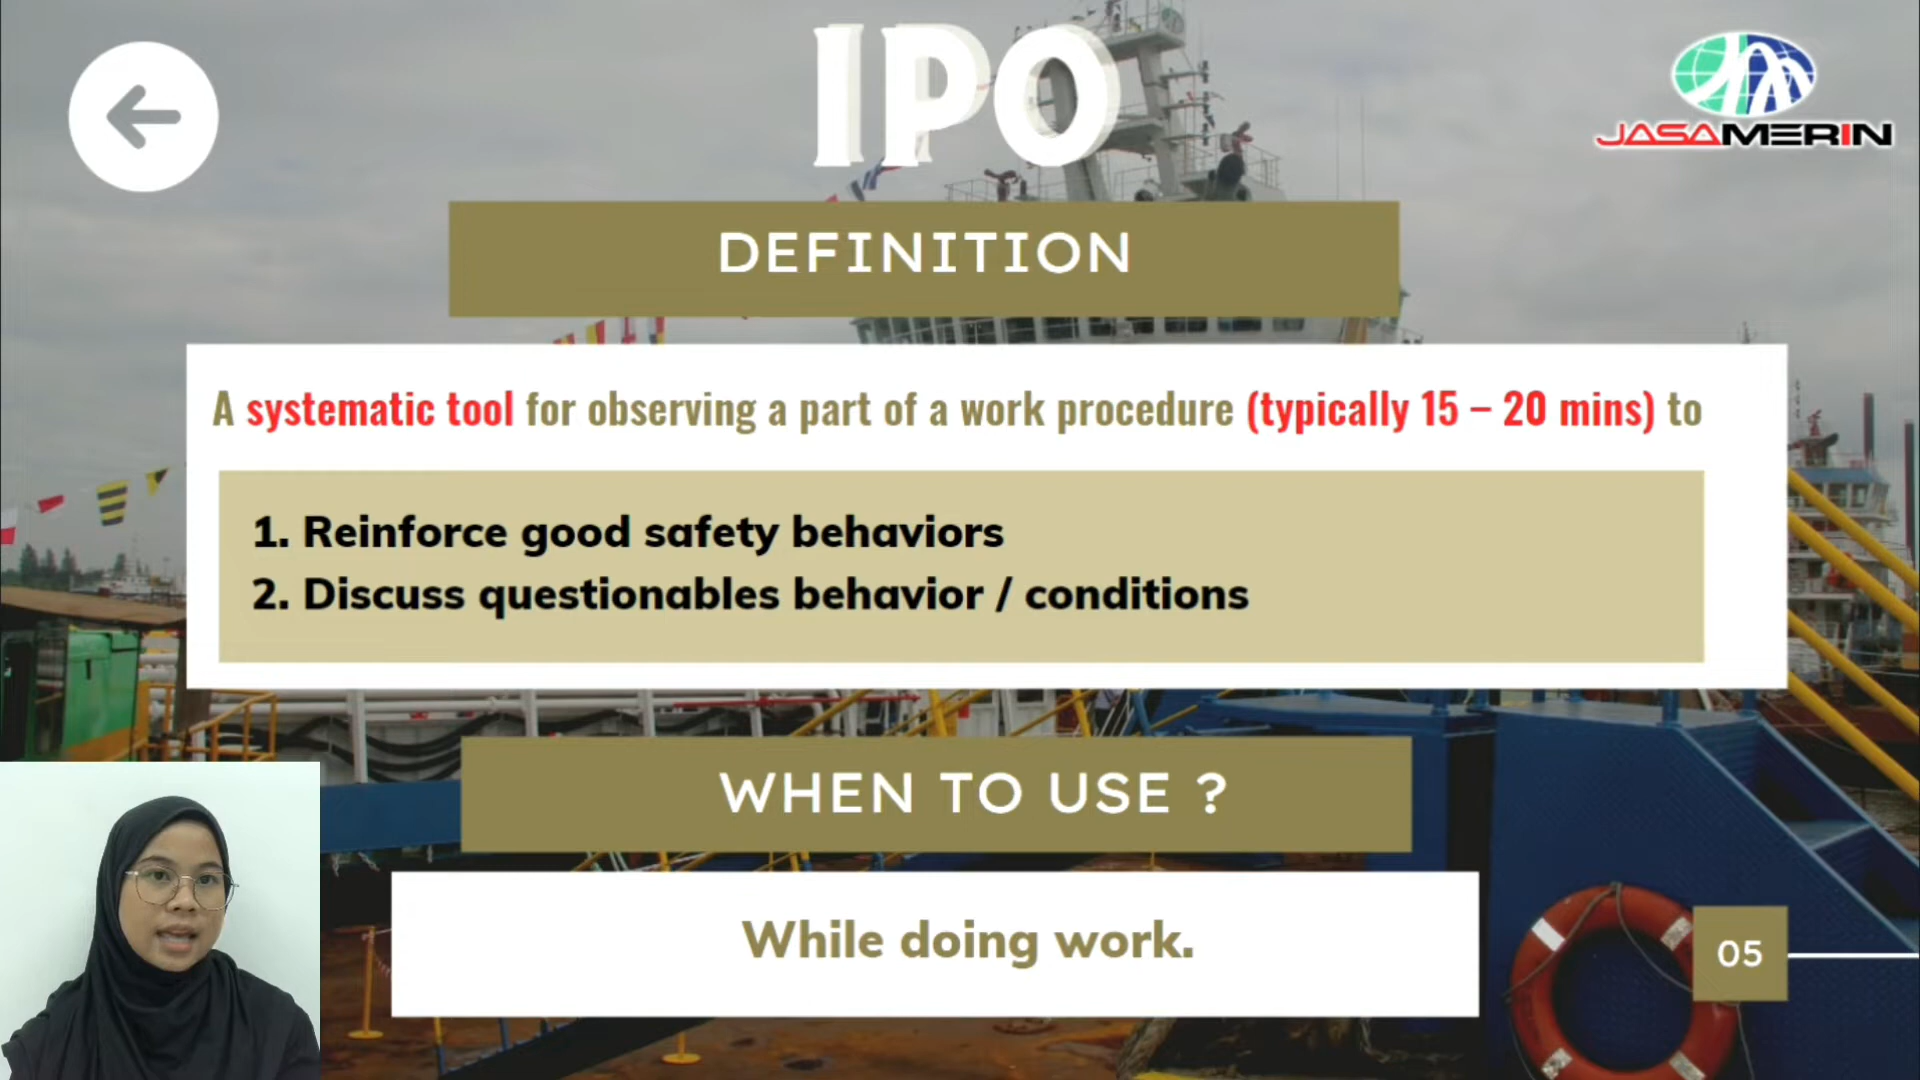 IPO
JASAMERIN
DEFINITION
A systematic tool for observing a part of a work procedure (typically 15 – 20 mins) to
1. Reinforce good safety behaviors
2. Discuss questionables behavior / conditions
WHEN TO USE ?
While doing work.
05